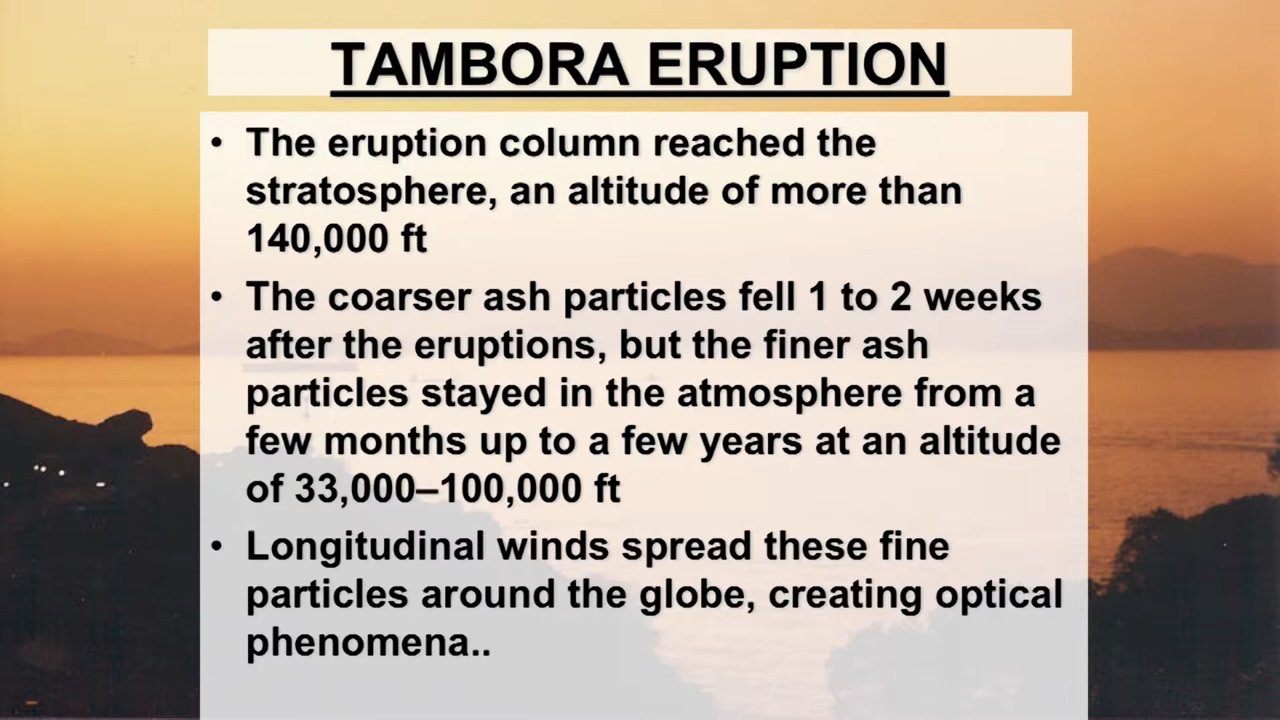 TAMBORA ERUPTION
• The eruption column reached the
stratosphere, an altitude of more than
140,000 ft
• The coarser ash particles fell 1 to 2 weeks
after the eruptions, but the finer ash
particles stayed in the atmosphere from a
few months up to a few years at an altitude
of 33,000–100,000 ft
• Longitudinal winds spread these fine
particles around the globe, creating optical
phenomena..